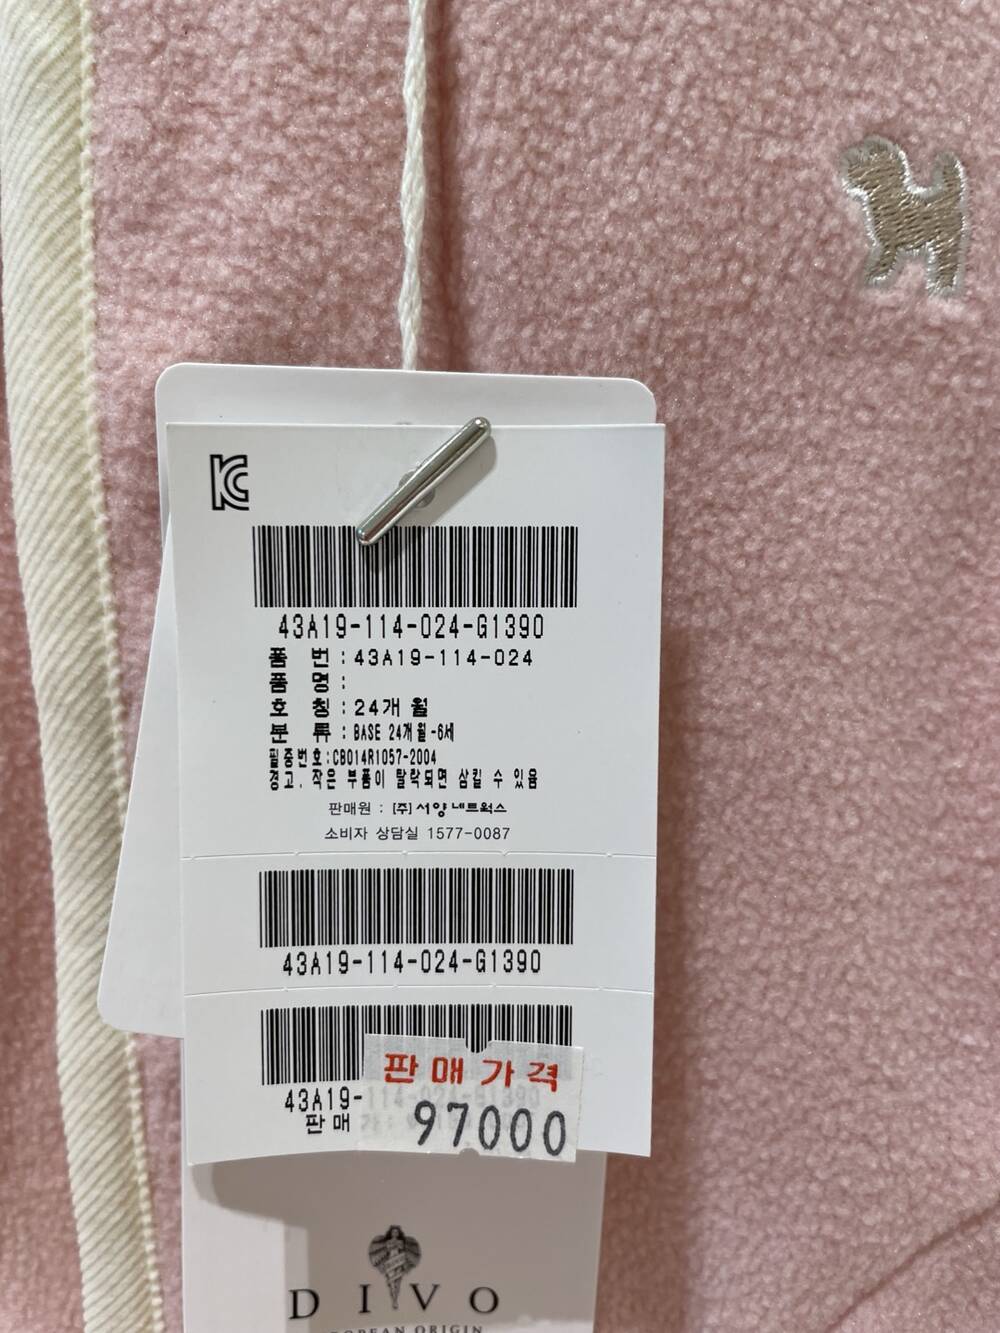 43A19-114-024-G1390
품 번 : 43A19-114-024
품 명 :
호 칭 : 24개월
분 류 : BASE 24개월-6세
필증번호:CB014R1057-2004
경고. 작은 부품이 탈락되면 삼킬 수 있음
판매원 : [주]서양네트웍스
소비자 상담실 1577-0087
43A19-114-024-G1390
판매가격
43A19-114-024-G1390
판매 97000
DIVO
ORIGIN